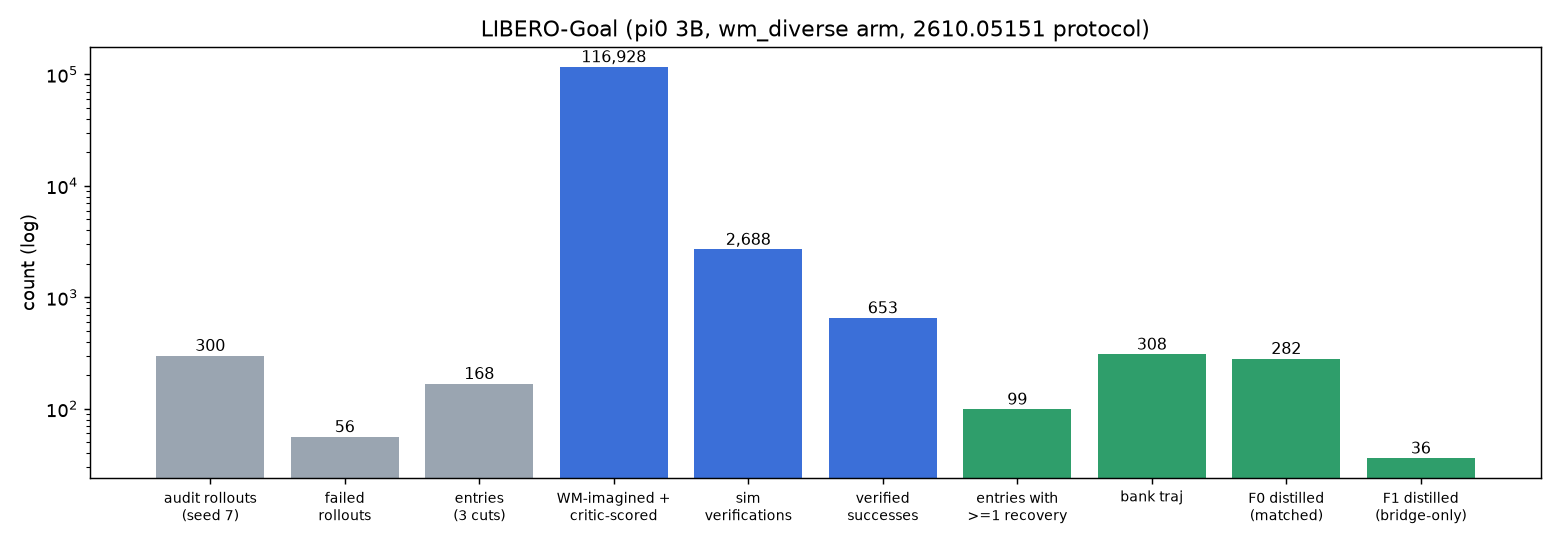 LIBERO-Goal (pi0 3B, wm_diverse arm, 2610.05151 protocol)
count (log)
10^5
10^4
10^3
10^2
300
56
168
116,928
2,688
653
99
308
282
36
audit rollouts
(seed 7)
failed
rollouts
entries
(3 cuts)
WM-imagined +
critic-scored
sim
verifications
verified
successes
entries with
>=1 recovery
bank traj
F0 distilled
(matched)
F1 distilled
(bridge-only)